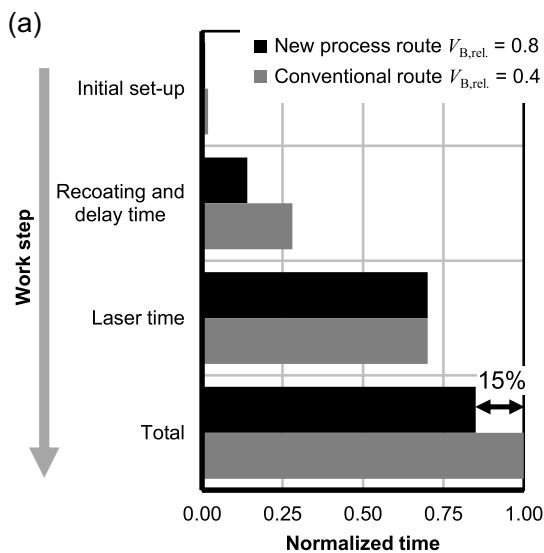 (a)
New process route V_B,rel. = 0.8
Conventional route V_B,rel. = 0.4
Initial set-up
Recoating and
delay time
Laser time
Total
Work step
15%
0.00 0.25 0.50 0.75 1.00
Normalized time